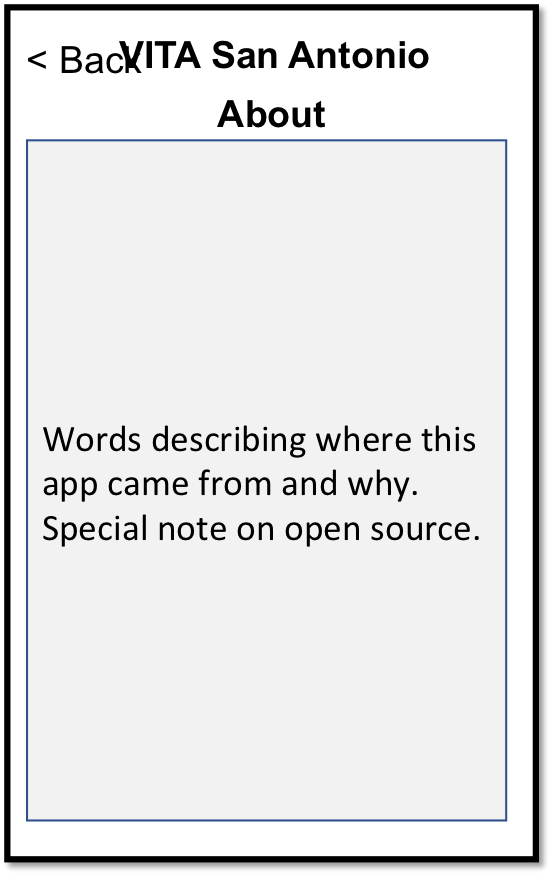 < Back
VITA San Antonio
About
Words describing where this
app came from and why.
Special note on open source.